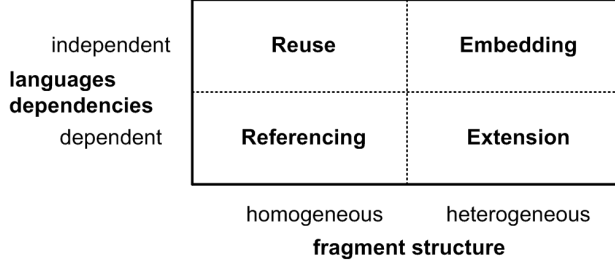 independent Reuse Embedding
languages
dependencies
dependent Referencing Extension
homogeneous heterogeneous
fragment structure